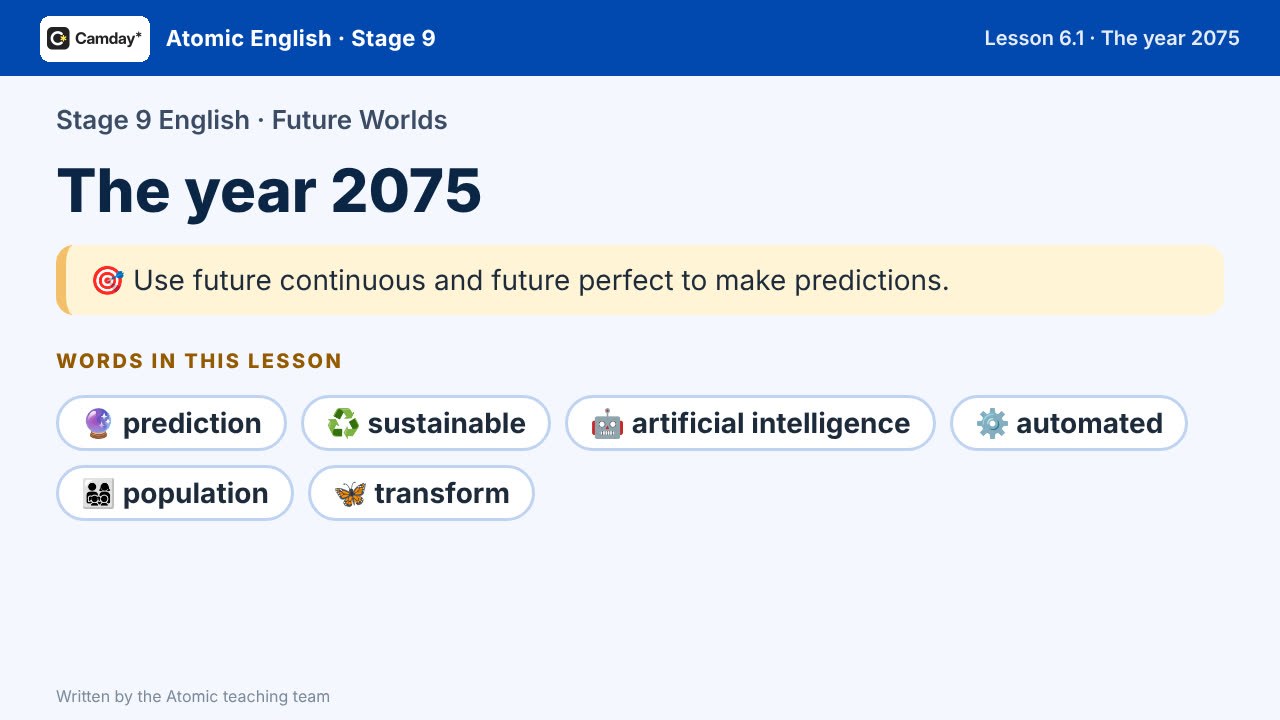 Camday* Atomic English · Stage 9 Lesson 6.1 · The year 2075
Stage 9 English · Future Worlds
The year 2075
Use future continuous and future perfect to make predictions.
WORDS IN THIS LESSON
prediction sustainable artificial intelligence automated
population transform
Written by the Atomic teaching team